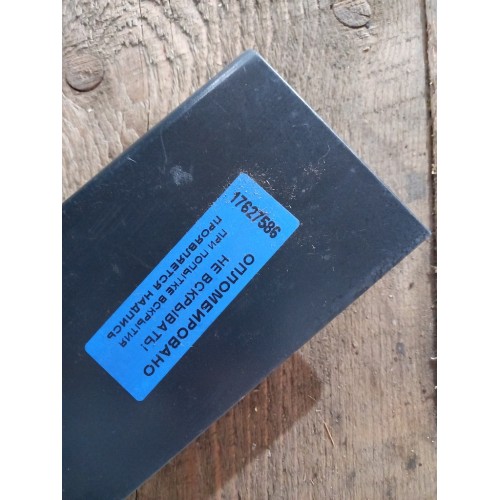 17627586
ОПЛОМБИРОВАНО
НЕ ВСКРЫВАТЬ!
ПРИ ПОПЫТКЕ ВСКРЫТИЯ
ПРОЯВЛЯЕТСЯ НАДПИСЬ